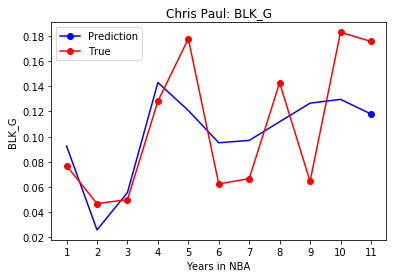 Chris Paul: BLK_G
Prediction
True
BLK_G
0.18
0.16
0.14
0.12
0.10
0.08
0.06
0.04
0.02
1 2 3 4 5 6 7 8 9 10 11
Years in NBA